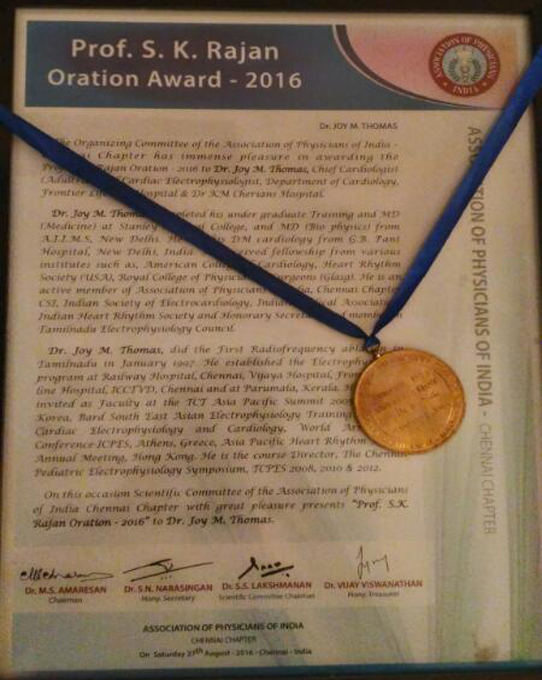 Prof. S. K. Rajan
Oration Award - 2016
ASSOCIATION OF PHYSICIANS
INDIA
Dr. JOY M. THOMAS
The Organizing Committee of the Association of Physicians of India -
Chapter has immense pleasure in awarding the
Rajan Oration - 2016 to Dr. Joy M. Thomas, Chief Cardiologist
Cardiac Electrophysiologist, Department of Cardiology,
Frontier Hospital & Dr KM Cherians Hospital.
Dr. Joy M. completed his under graduate Training and MD
(Medicine) at Stanley College, and MD (Bio physics) from
A.I.I.M.S, New Delhi. his DM cardiology from G.B. Pant
Hospital, New Delhi, India. fellowship from various
institutes such as, American Cardiology, Heart Rhythm
Society (USA), Royal College of Surgeons (Glasg). He is an
active member of Association of Physicians Chennai Chapter
CSI, Indian Society of Electrocardiology,
Indian Heart Rhythm Society and Honorary
Tamilnadu Electrophysiology Council.
Dr. Joy M. Thomas, did the First Radiofrequency
Tamilnadu in January 1997. He established the
program at Railway Hospital, Chennai, Vijaya Hospital,
line Hospital, ICCTVD, Chennai and at Parumala, Kerala.
invited as Faculty at the TCT Asia Pacific Summit
Korea, Bard South East Asian Electrophysiology Training
Cardiac Electrophysiology and Cardiology, World
Conference-ICPES, Athens, Greece, Asia Pacific Heart Rhythm
Annual Meeting, Hong Kong. He is the course Director, The
Pediatric Electrophysiology Symposium, TCPES 2008, 2010 & 2012.
On this occasion Scientific Committee of the Association of Physicians
of India Chennai Chapter with great pleasure presents "Prof. S.K.
Rajan Oration - 2016" to Dr. Joy M. Thomas.
Dr. M.S. AMARESAN Dr. S.N. NARASINGAN Dr. S.S. LAKSHMANAN Dr. VIJAY VISWANATHAN
Chairman Hony. Secretary Scientific Committee Chairman Hony. Treasurer
ASSOCIATION OF PHYSICIANS OF INDIA
CHENNAI CHAPTER
On Saturday 27th August - 2016 - Chennai - India
OF PHYSICIANS OF INDIA - CHENNAI CHAPTER